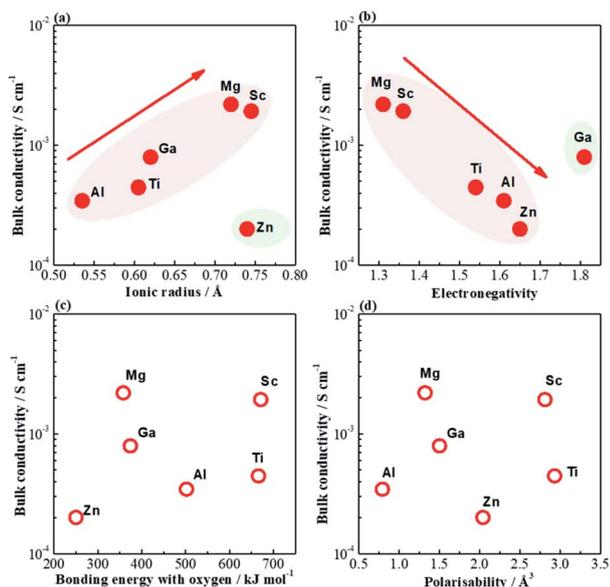 (a)
10⁻²
10⁻³
10⁻⁴
Bulk conductivity / S cm⁻¹
Mg
Sc
Ga
Al
Ti
Zn
0.50 0.55 0.60 0.65 0.70 0.75 0.80
Ionic radius / Å
(b)
10⁻²
10⁻³
10⁻⁴
Bulk conductivity / S cm⁻¹
Mg
Sc
Ga
Ti
Al
Zn
1.3 1.4 1.5 1.6 1.7 1.8
Electronegativity
(c)
10⁻²
10⁻³
10⁻⁴
Bulk conductivity / S cm⁻¹
Mg
Sc
Ga
Al
Ti
Zn
200 300 400 500 600 700
Bonding energy with oxygen / kJ mol⁻¹
(d)
10⁻²
10⁻³
10⁻⁴
Bulk conductivity / S cm⁻¹
Mg
Sc
Ga
Al
Ti
Zn
0.5 1.0 1.5 2.0 2.5 3.0 3.5
Polarisability / Å³